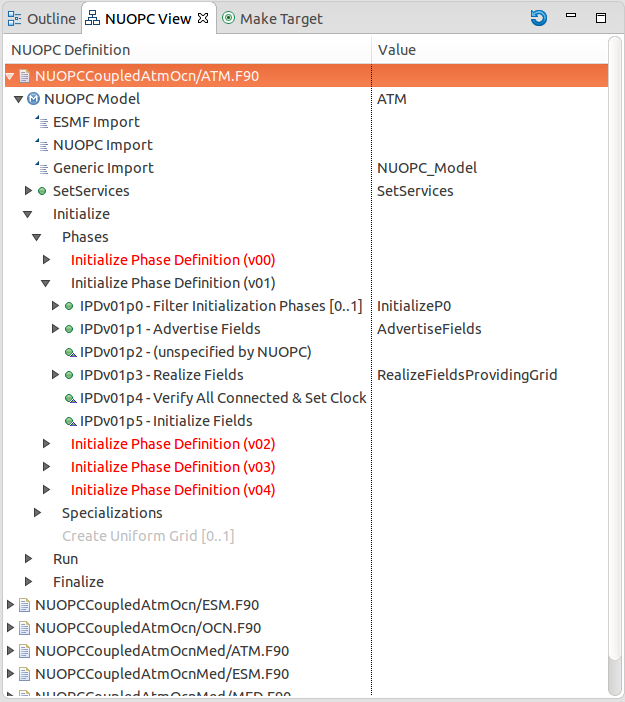 Outline NUOPC View Make Target
NUOPC Definition Value
NUOPCCoupledAtmOcn/ATM.F90
NUOPC Model ATM
ESMF Import
NUOPC Import
Generic Import NUOPC_Model
SetServices SetServices
Initialize
Phases
Initialize Phase Definition (v00)
Initialize Phase Definition (v01)
IPDv01p0 - Filter Initialization Phases [0..1] InitializeP0
IPDv01p1 - Advertise Fields AdvertiseFields
IPDv01p2 - (unspecified by NUOPC)
IPDv01p3 - Realize Fields RealizeFieldsProvidingGrid
IPDv01p4 - Verify All Connected & Set Clock
IPDv01p5 - Initialize Fields
Initialize Phase Definition (v02)
Initialize Phase Definition (v03)
Initialize Phase Definition (v04)
Specializations
Create Uniform Grid [0..1]
Run
Finalize
NUOPCCoupledAtmOcn/ESM.F90
NUOPCCoupledAtmOcn/OCN.F90
NUOPCCoupledAtmOcnMed/ATM.F90
NUOPCCoupledAtmOcnMed/ESM.F90
NUOPCCoupledAtmOcnMed/MED.F90